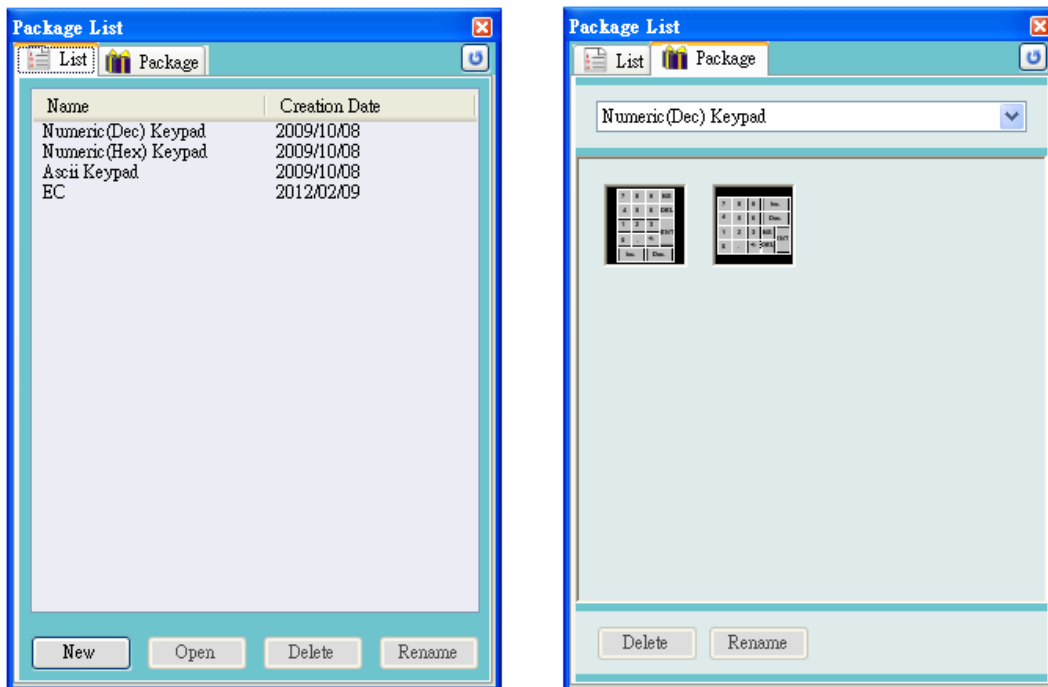 Package List
List Package
Name Creation Date
Numeric(Dec) Keypad 2009/10/08
Numeric(Hex) Keypad 2009/10/08
Ascii Keypad 2009/10/08
EC 2012/02/09
New Open Delete Rename
Package List
List Package
Numeric(Dec) Keypad
Delete Rename